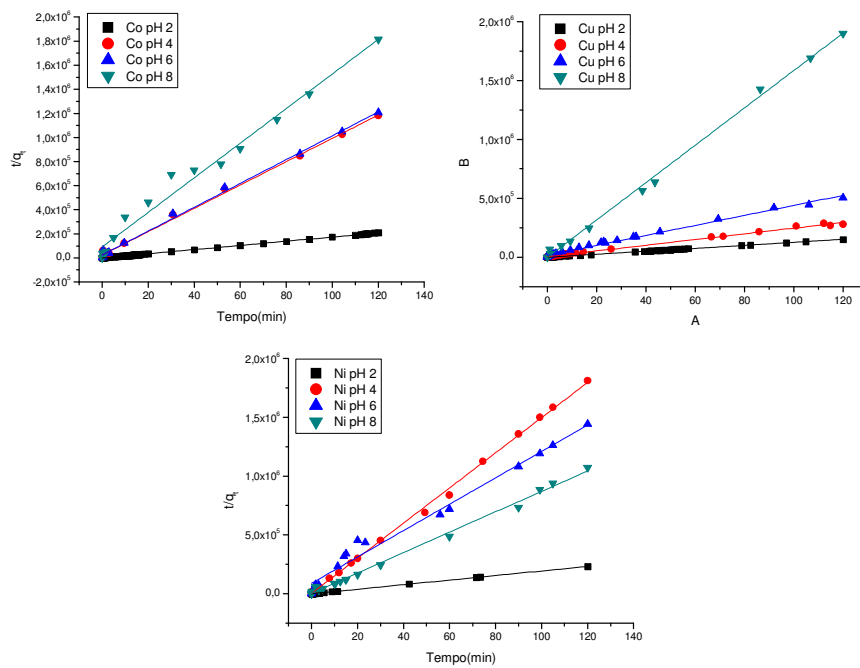 Co pH 2
Co pH 4
Co pH 6
Co pH 8
1,8x10⁶
1,6x10⁶
1,4x10⁶
1,2x10⁶
1,0x10⁶
8,0x10⁵
6,0x10⁵
4,0x10⁵
2,0x10⁵
0,0
-2,0x10⁵
t/qₜ
0 20 40 60 80 100 120 140
Tempo(min)
Cu pH 2
Cu pH 4
Cu pH 6
Cu pH 8
2,0x10⁶
1,5x10⁶
1,0x10⁶
5,0x10⁵
0,0
B
0 20 40 60 80 100 120
A
Ni pH 2
Ni pH 4
Ni pH 6
Ni pH 8
2,0x10⁶
1,5x10⁶
1,0x10⁶
5,0x10⁵
0,0
t/qₜ
0 20 40 60 80 100 120 140
Tempo(min)